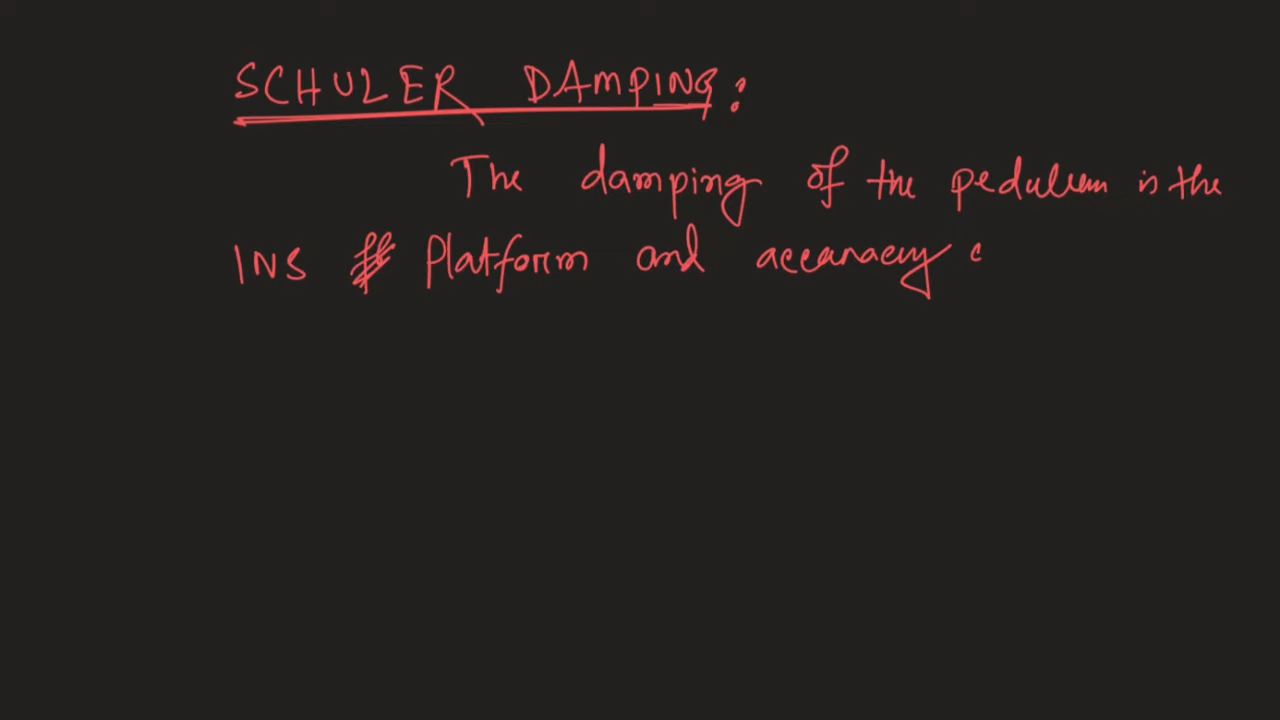 SCHULER DAMPING:
The damping of the pedulum is the
INS Platform and accuracy c